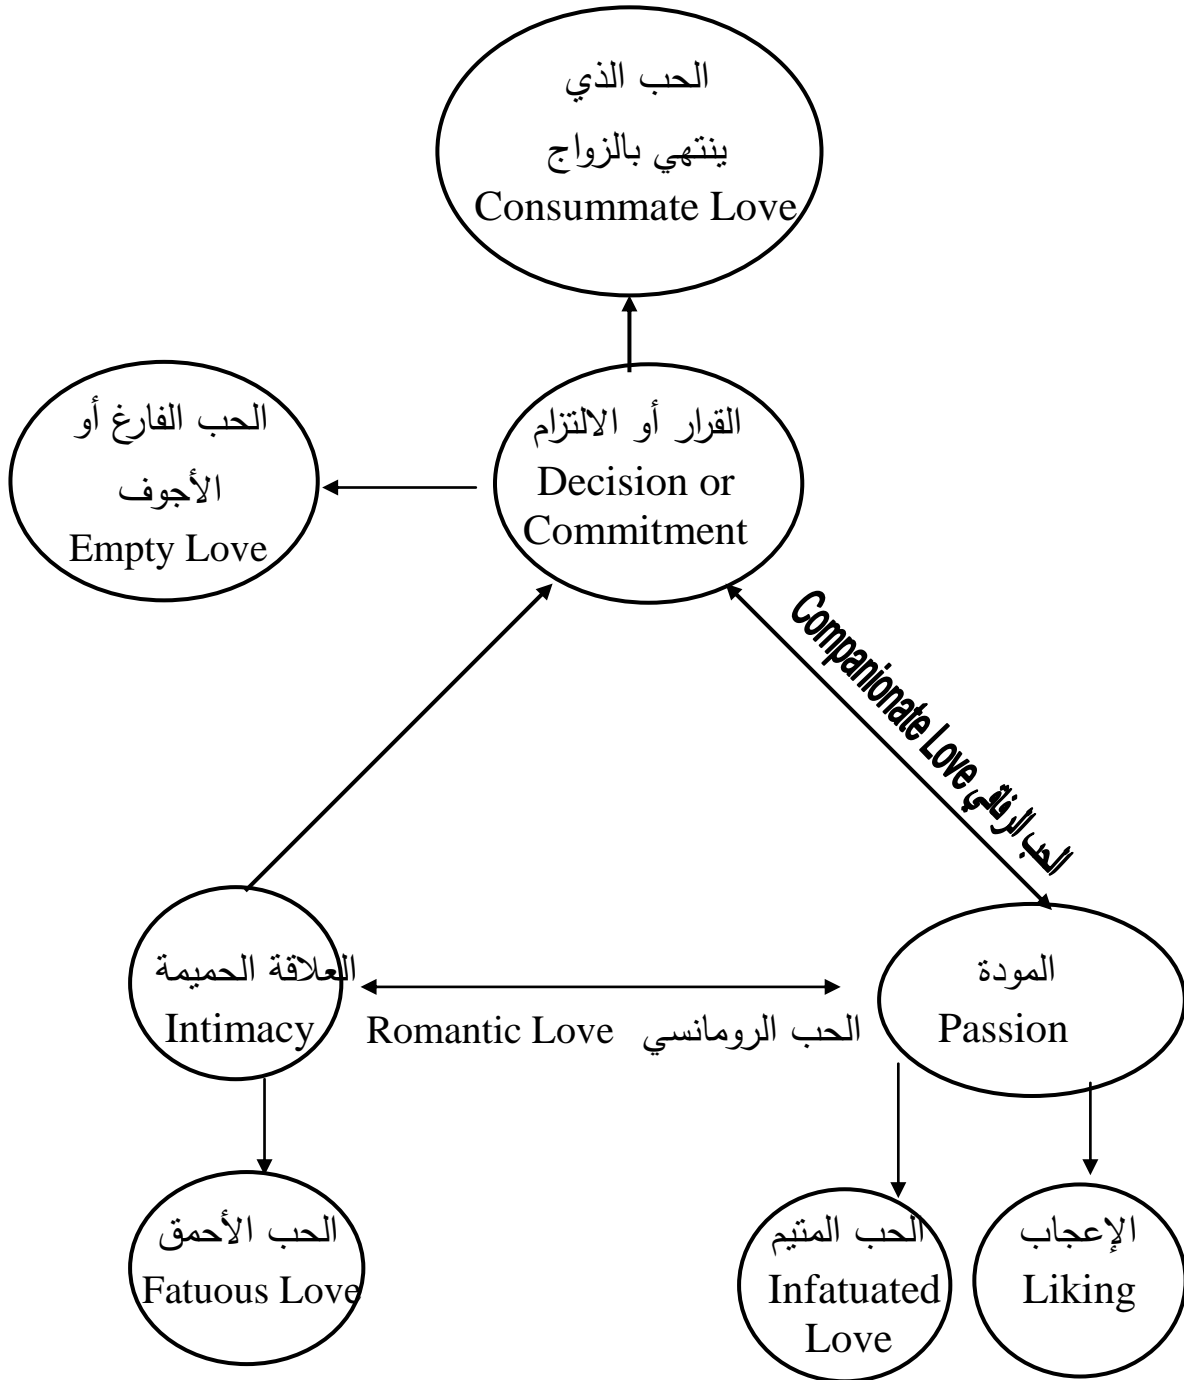 الحب الذي
ينتهي بالزواج
Consummate Love
الحب الفارغ أو
الأجوف
Empty Love
القرار أو الالتزام
Decision or
Commitment
Companionate Love الحب الرفاقي
العلاقة الحميمة
Intimacy
Romantic Love الحب الرومانسي
المودة
Passion
الحب الأحمق
Fatuous Love
الحب المتيم
Infatuated
Love
الإعجاب
Liking